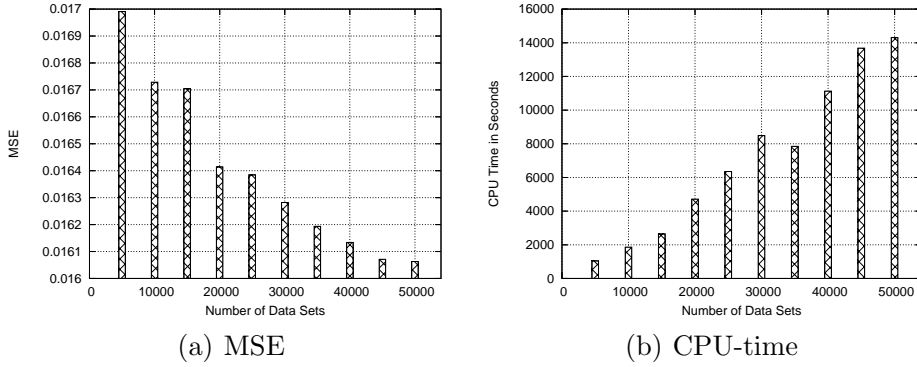 0.017
0.0169
0.0168
0.0167
0.0166
0.0165
0.0164
0.0163
0.0162
0.0161
0.016
MSE
0 10000 20000 30000 40000 50000
Number of Data Sets
(a) MSE
16000
14000
12000
10000
8000
6000
4000
2000
0
CPU Time in Seconds
0 10000 20000 30000 40000 50000
Number of Data Sets
(b) CPU-time